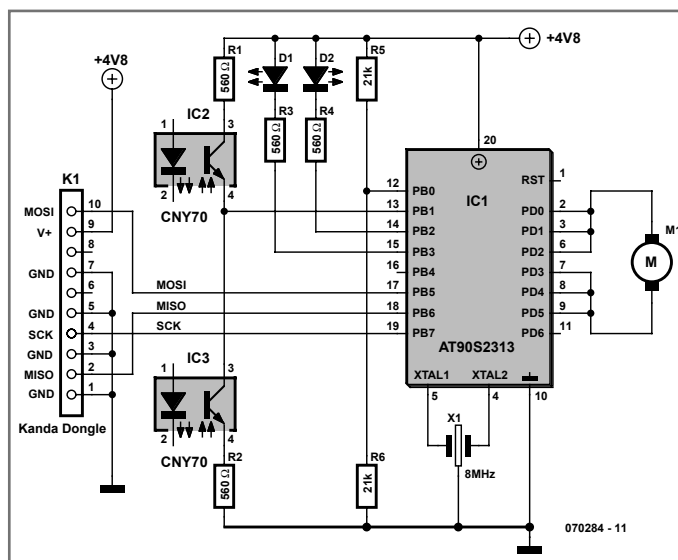 +4V8
+4V8
R1
560 Ω
D1
D2
R5
21k
R3
560 Ω
R4
560 Ω
IC2
1
3
2
4
CNY70
K1
MOSI
10
V+
9
8
GND
7
6
GND
5
SCK
4
GND
3
MISO
2
GND
1
Kanda Dongle
MOSI
MISO
SCK
IC3
1
3
2
4
CNY70
R2
560 Ω
R6
21k
20
IC1
12
PB0
13
PB1
14
PB2
15
PB3
16
PB4
17
PB5
18
PB6
19
PB7
RST
1
PD0
2
PD1
3
PD2
6
PD3
7
PD4
8
PD5
9
PD6
11
AT90S2313
XTAL1
XTAL2
5
4
10
X1
8MHz
M1
M
070284 - 11